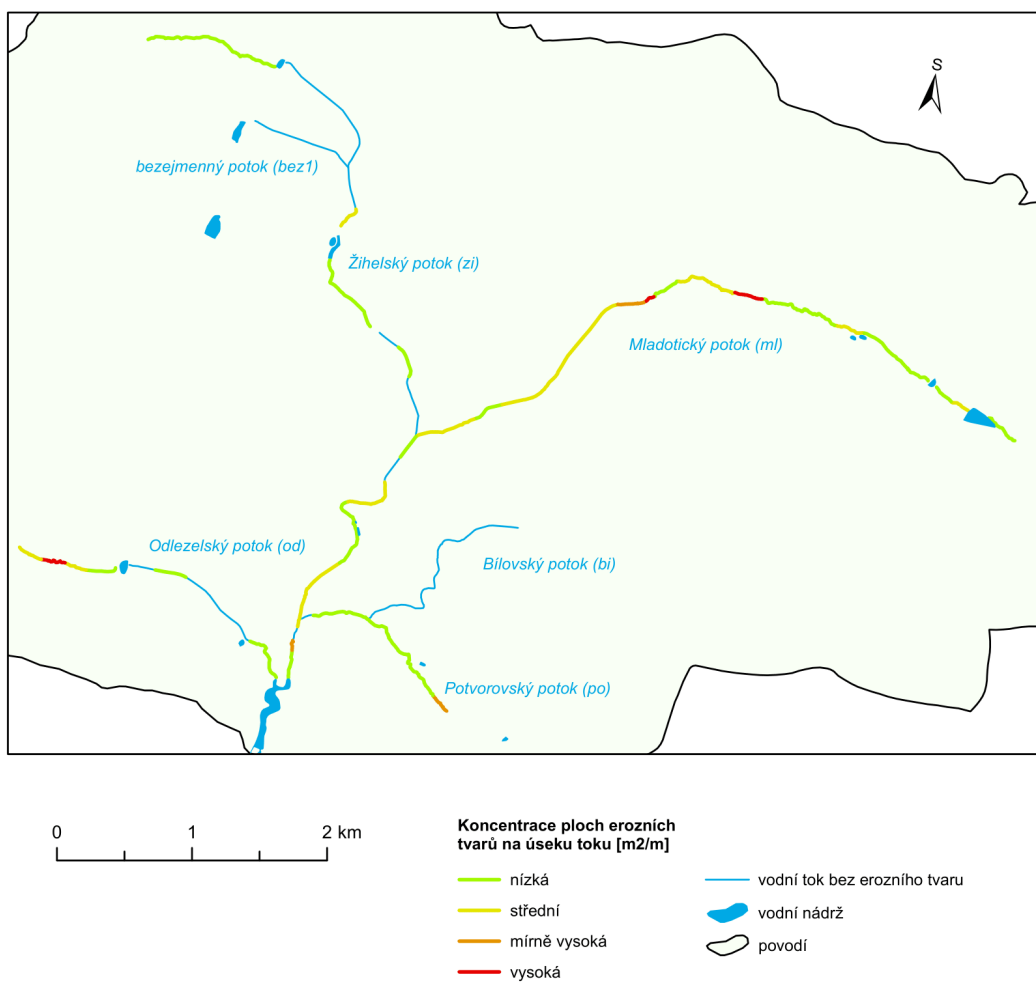 S
bezejmenný potok (bez1)
Žihelský potok (zi)
Mladotický potok (ml)
Odlezelský potok (od)
Bílovský potok (bi)
Potvorovský potok (po)
0 1 2 km
Koncentrace ploch erozních
tvarů na úseku toku [m2/m]
nízká
střední
mírně vysoká
vysoká
vodní tok bez erozního tvaru
vodní nádrž
povodí